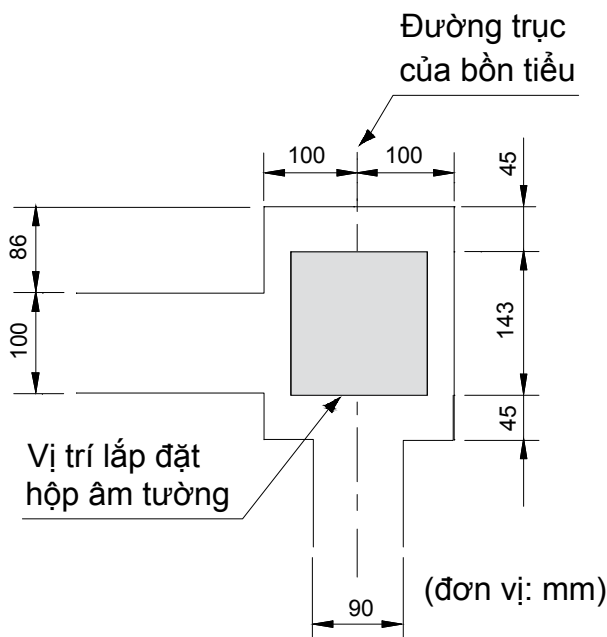 Đường trục
của bồn tiểu
100
100
45
86
100
143
45
Vị trí lắp đặt
hộp âm tường
90
(đơn vị: mm)